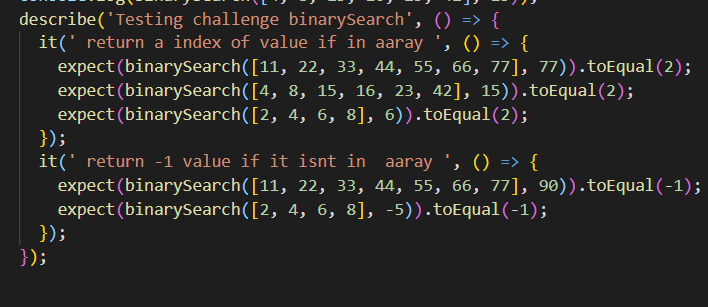 describe('Testing challenge binarySearch', () => {
it(' return a index of value if in aaray ', () => {
expect(binarySearch([11, 22, 33, 44, 55, 66, 77], 77)).toEqual(2);
expect(binarySearch([4, 8, 15, 16, 23, 42], 15)).toEqual(2);
expect(binarySearch([2, 4, 6, 8], 6)).toEqual(2);
});
it(' return -1 value if it isnt in  aaray ', () => {
expect(binarySearch([11, 22, 33, 44, 55, 66, 77], 90)).toEqual(-1);
expect(binarySearch([2, 4, 6, 8], -5)).toEqual(-1);
});
});